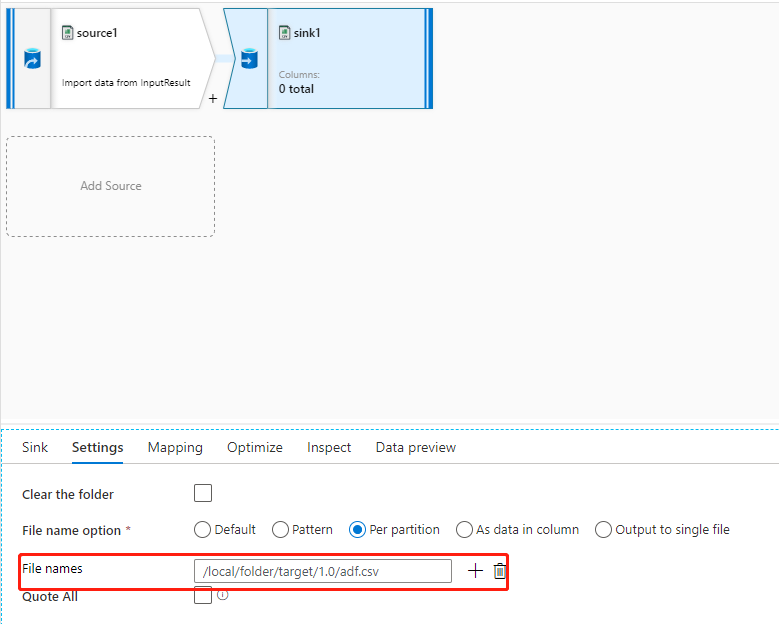 source1
Import data from InputResult
+
sink1
Columns:
0 total
Add Source
Sink Settings Mapping Optimize Inspect Data preview
Clear the folder
File name option * Default Pattern Per partition As data in column Output to single file
File names /local/folder/target/1.0/adf.csv +
Quote All